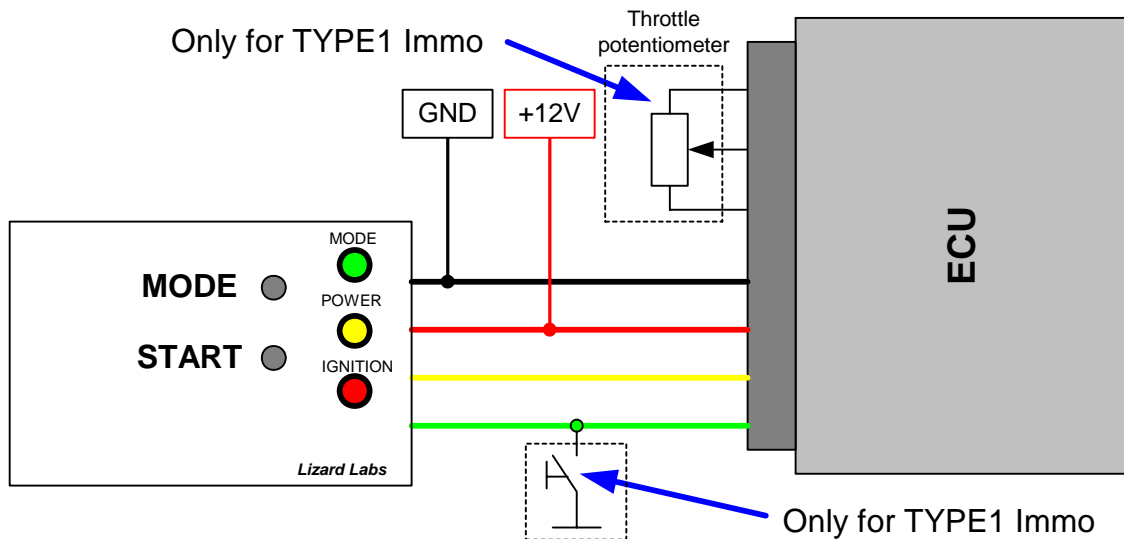 Only for TYPE1 Immo
Throttle
potentiometer
GND
+12V
ECU
MODE
MODE
POWER
START
IGNITION
Lizard Labs
Only for TYPE1 Immo